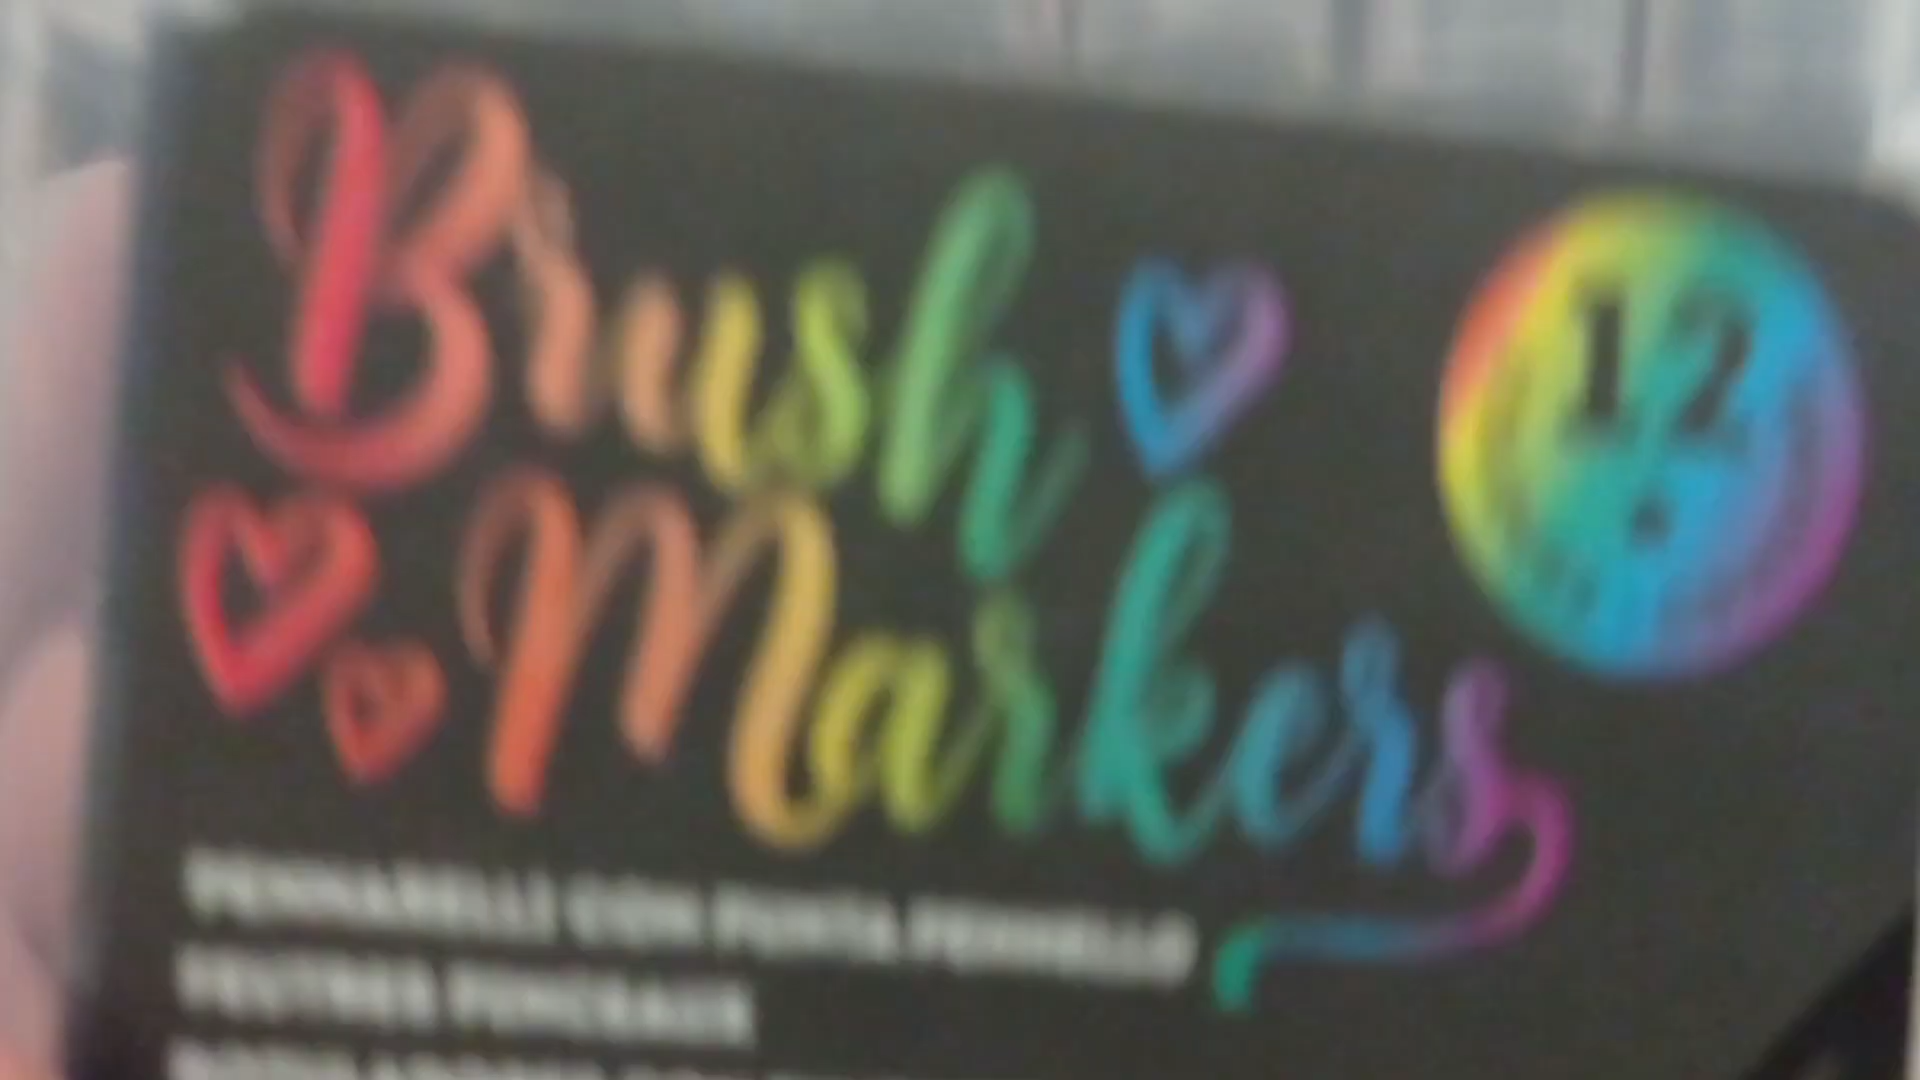 Brush
Markers
12
PENNARELLI CON PUNTA PENNELLO
FEUTRES PINCEAUX